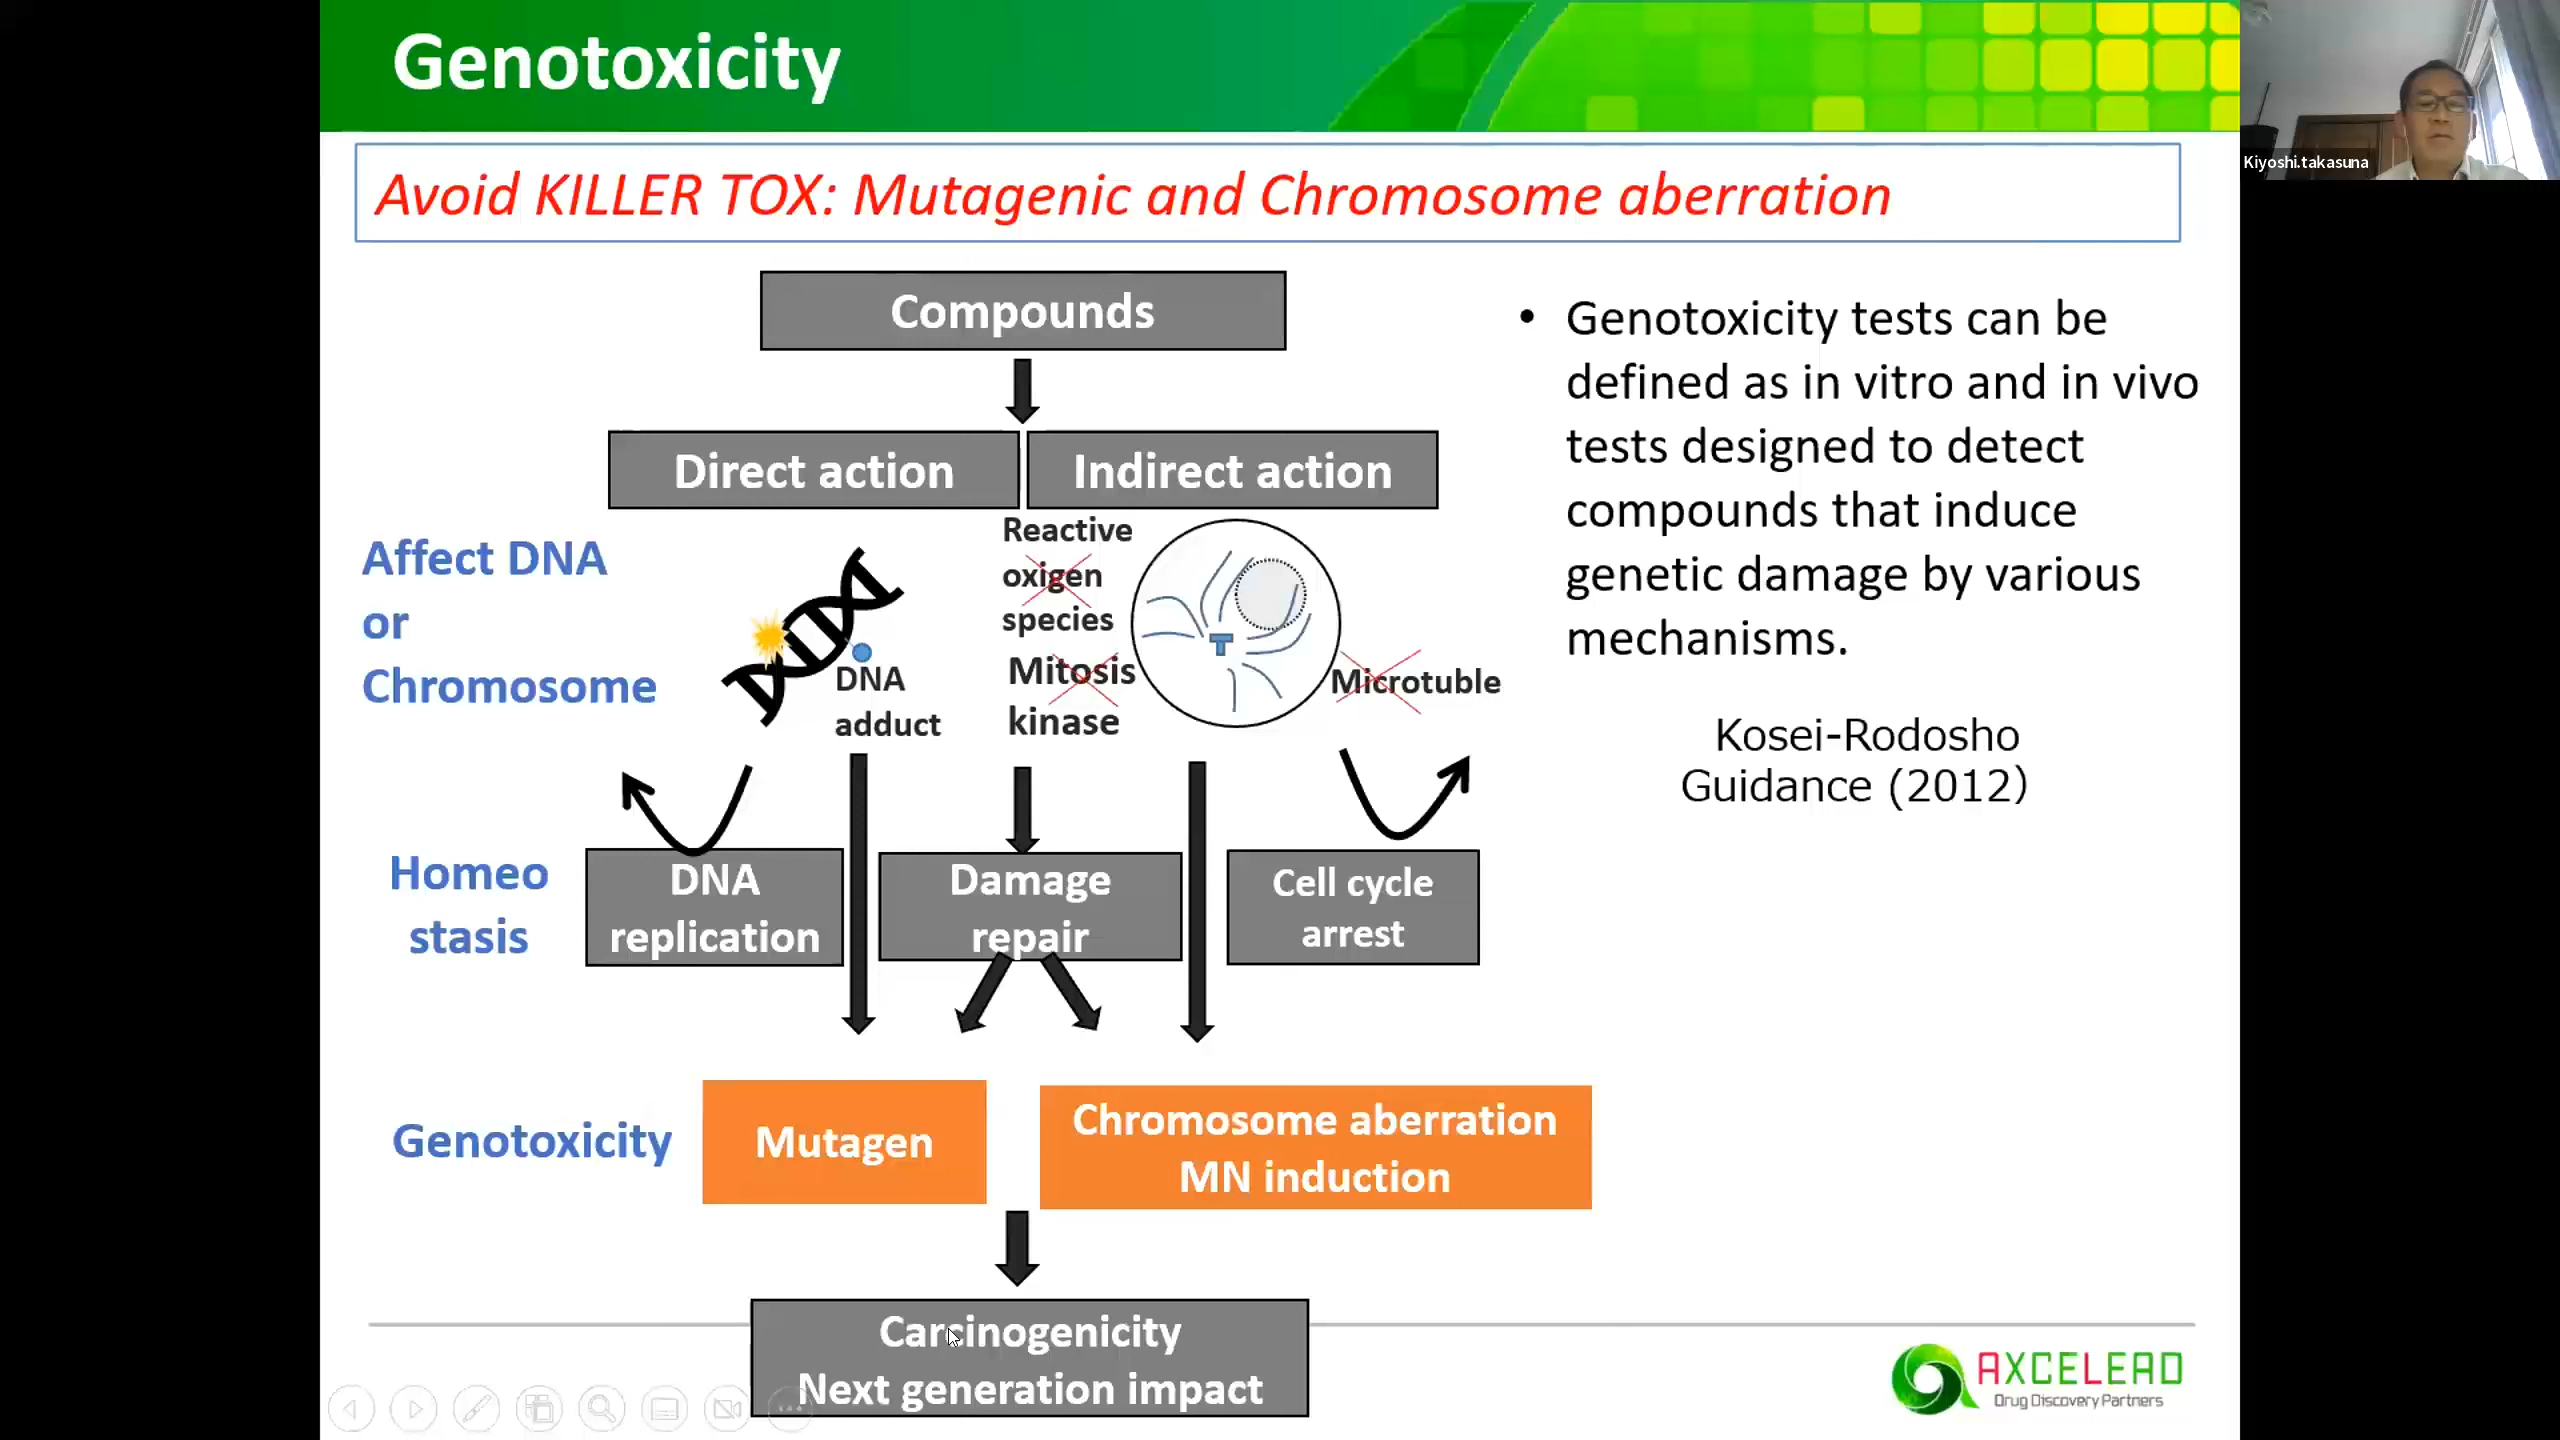 Genotoxicity
Kiyoshi.takasuna
Avoid KILLER TOX: Mutagenic and Chromosome aberration
Compounds
Direct action
Indirect action
Affect DNA
or
Chromosome
DNA
adduct
Reactive
oxigen
species
Mitosis
kinase
T
Microtuble
Homeo
stasis
DNA
replication
Damage
repair
Cell cycle
arrest
Genotoxicity
Mutagen
Chromosome aberration
MN induction
Carsinogenicity
Next generation impact
• Genotoxicity tests can be
defined as in vitro and in vivo
tests designed to detect
compounds that induce
genetic damage by various
mechanisms.
Kosei-Rodosho
Guidance (2012)
AXCELEAD
Drug Discovery Partners